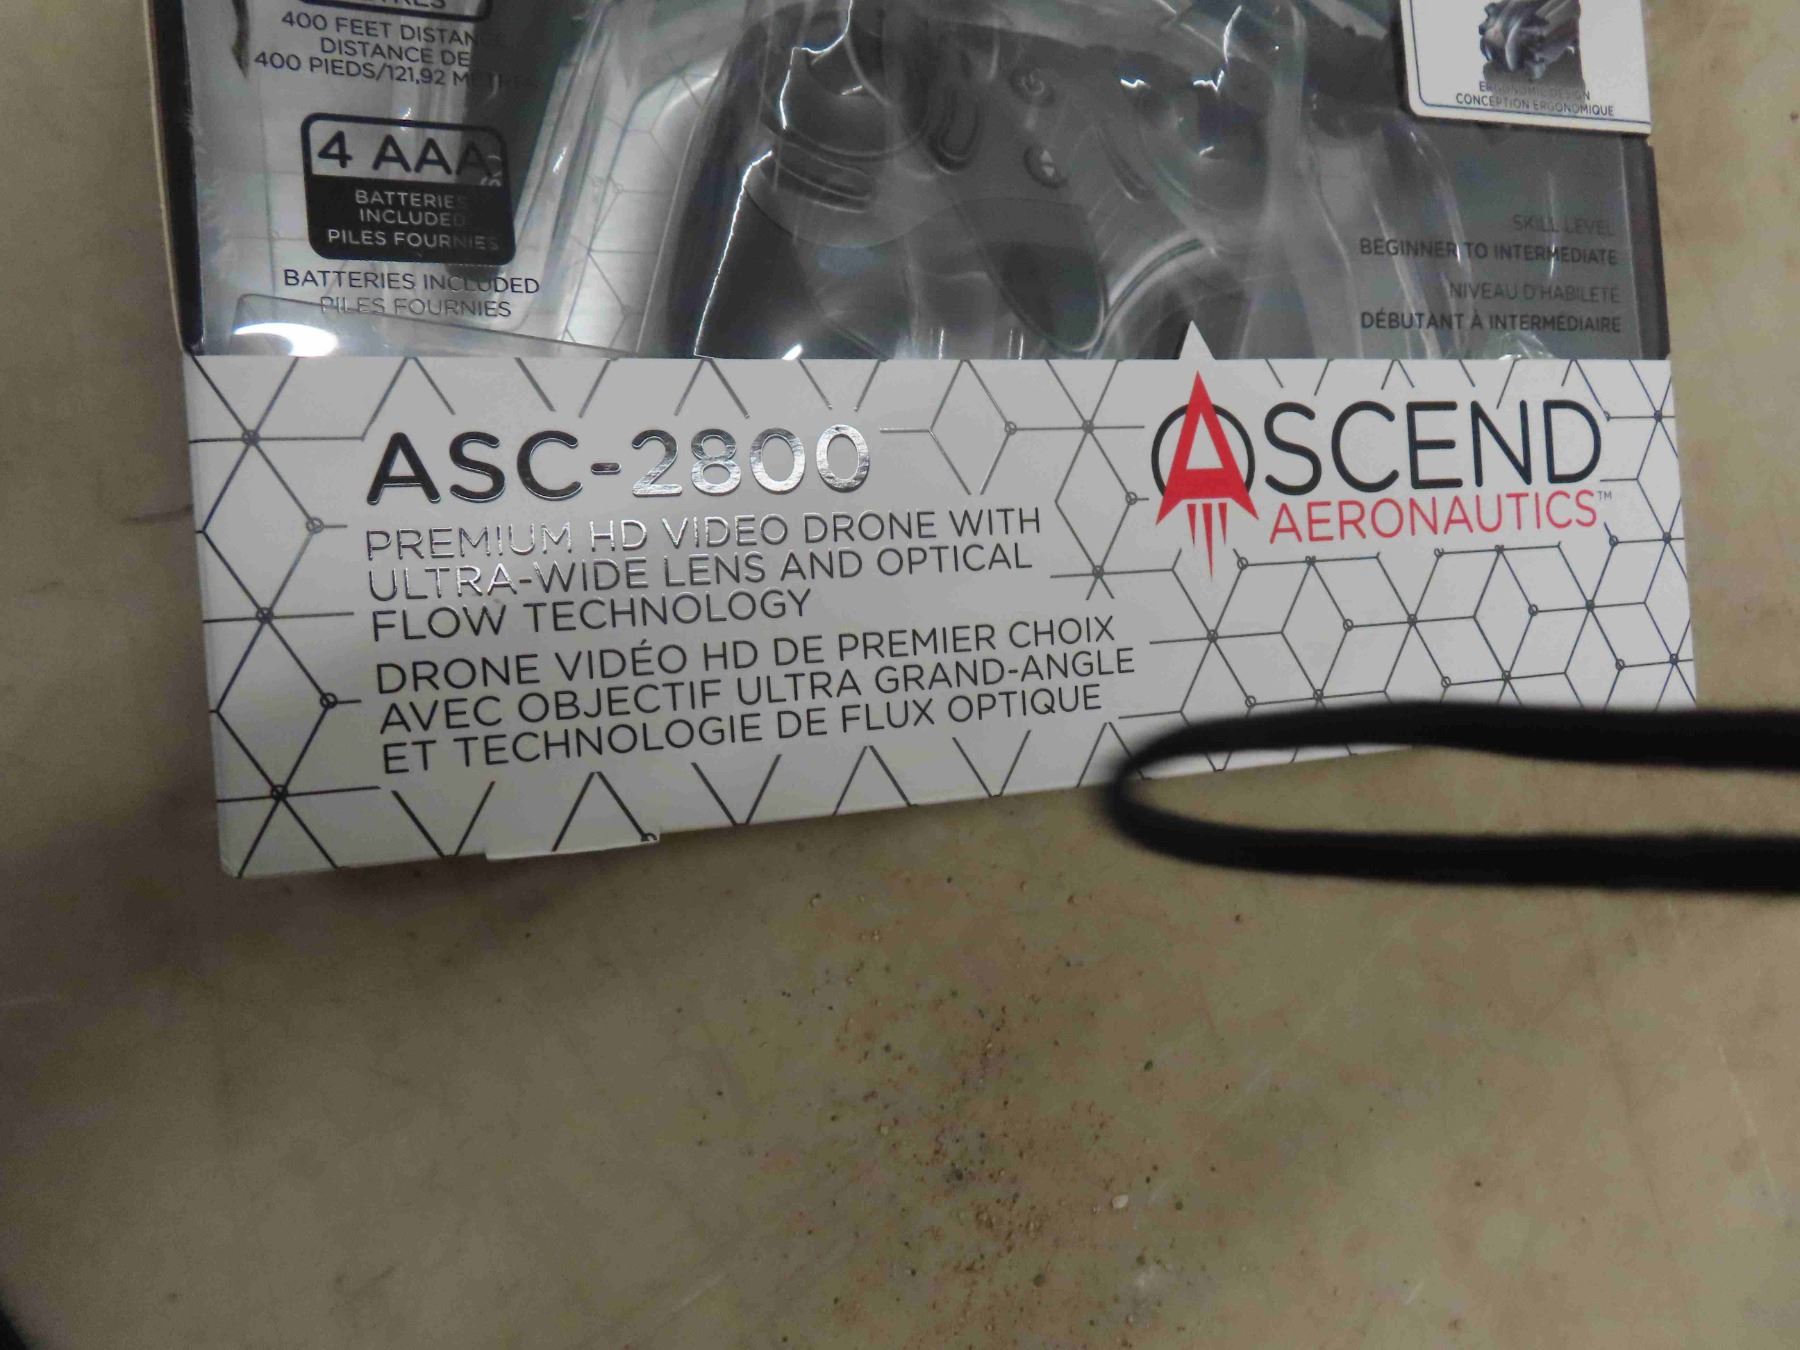 400 FEET DISTANC
DISTANCE DE
400 PIEDS/121,92 M
4 AAA
BATTERIES
INCLUDED
PILES FOURNIES
BATTERIES INCLUDED
PILES FOURNIES
ERGONOMIC DESIGN
CONCEPTION ERGONOMIQUE
SKILL LEVEL
BEGINNER TO INTERMEDIATE
NIVEAU D'HABILETÉ
DÉBUTANT À INTERMÉDIAIRE
ASC-2800
PREMIUM HD VIDEO DRONE WITH
ULTRA-WIDE LENS AND OPTICAL
FLOW TECHNOLOGY
DRONE VIDÉO HD DE PREMIER CHOIX
AVEC OBJECTIF ULTRA GRAND-ANGLE
ET TECHNOLOGIE DE FLUX OPTIQUE
ASCEND
AERONAUTICS™